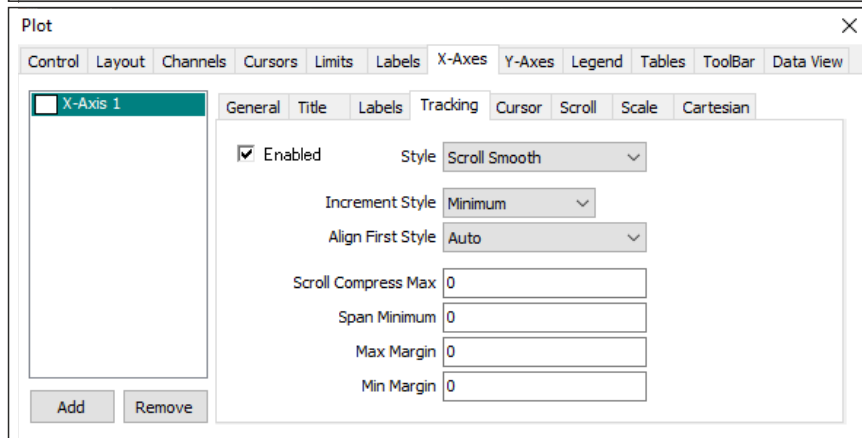 Plot
Control Layout Channels Cursors Limits Labels X-Axes Y-Axes Legend Tables ToolBar Data View
X-Axis 1
General Title Labels Tracking Cursor Scroll Scale Cartesian
Enabled Style Scroll Smooth
Increment Style Minimum
Align First Style Auto
Scroll Compress Max 0
Span Minimum 0
Max Margin 0
Min Margin 0
Add Remove